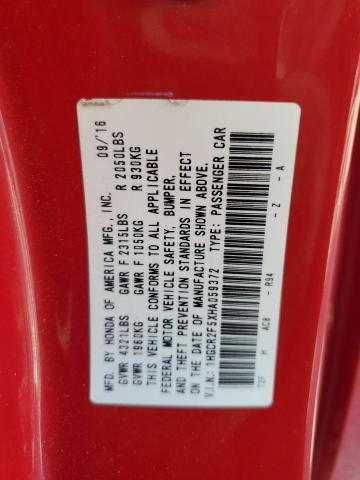 MFD. BY HONDA OF AMERICA MFG., INC. 09/'16
GVWR 4321LBS GAWR F 2315LBS R 2050LBS
GVWR 1960KG GAWR F 1050KG R 930KG
THIS VEHICLE CONFORMS TO ALL APPLICABLE
FEDERAL MOTOR VEHICLE SAFETY, BUMPER,
AND THEFT PREVENTION STANDARDS IN EFFECT
ON THE DATE OF MANUFACTURE SHOWN ABOVE.
V.I.N.: 1HGCR2F5XHA059372 TYPE: PASSENGER CAR
H AC8 - R94 - Z - A
T2F